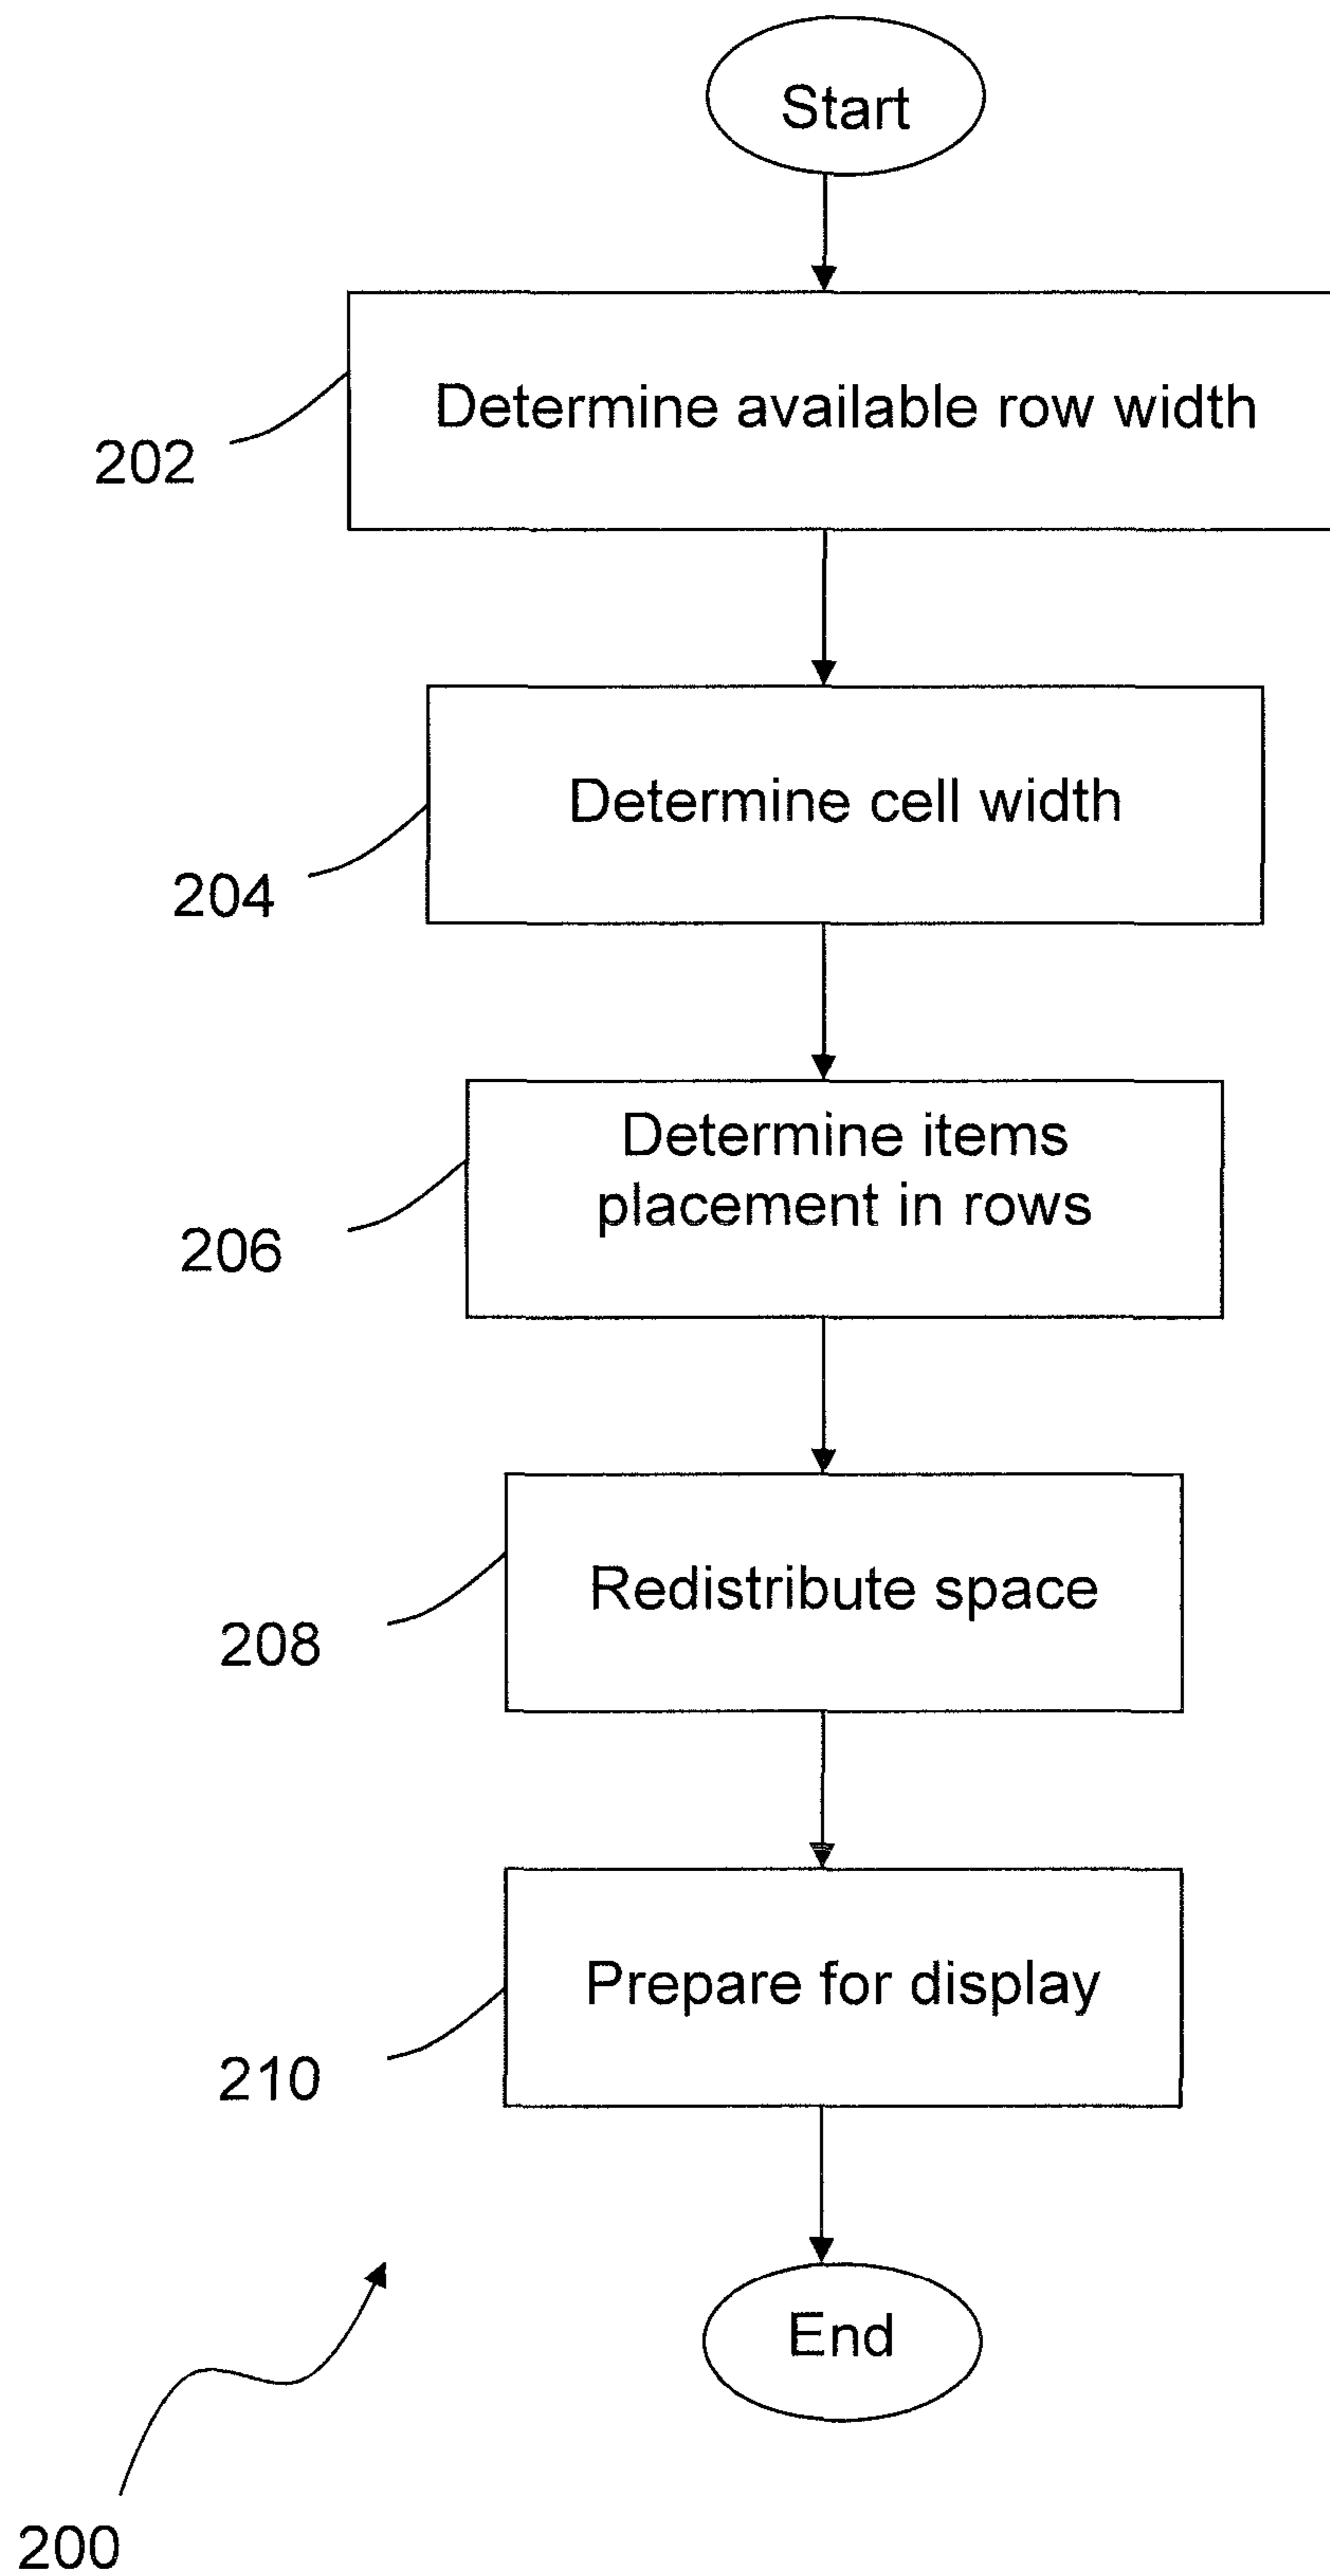 Start
Determine available row width
202
Determine cell width
204
Determine items
placement in rows
206
Redistribute space
208
Prepare for display
210
End
200